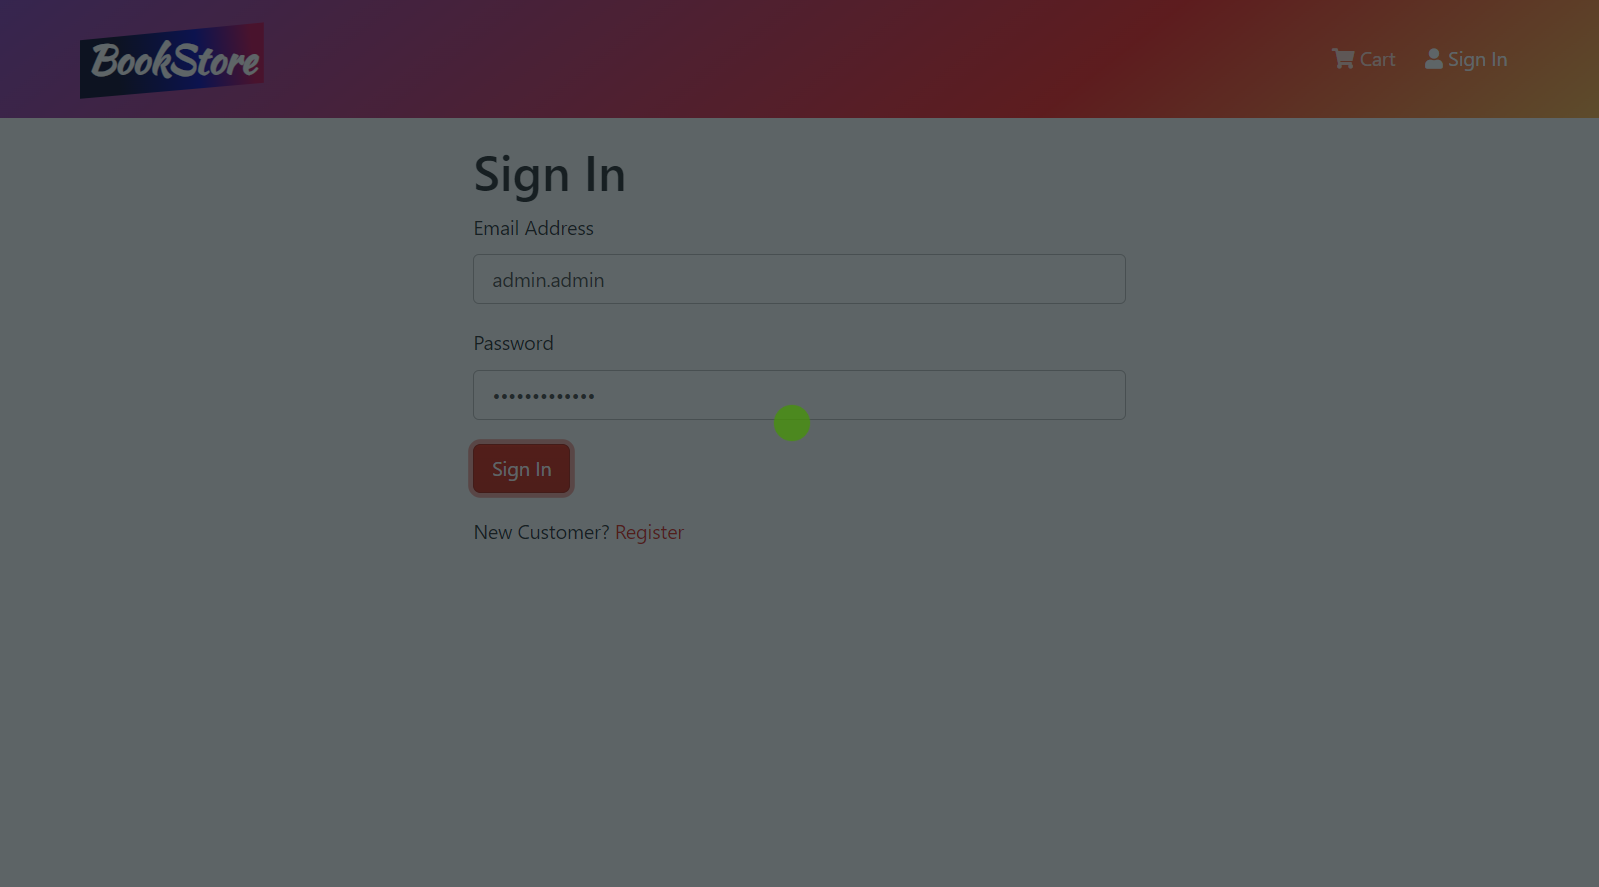 BookStore
Cart
Sign In
Sign In
Email Address
admin.admin
Password
•••••••••••••
Sign In
New Customer? Register